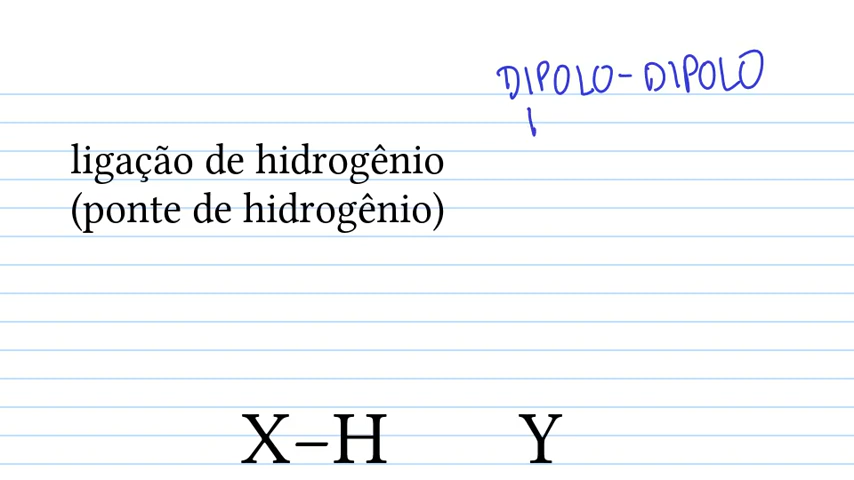 DIPOLO-DIPOLO
ligação de hidrogênio
(ponte de hidrogênio)
X–H Y